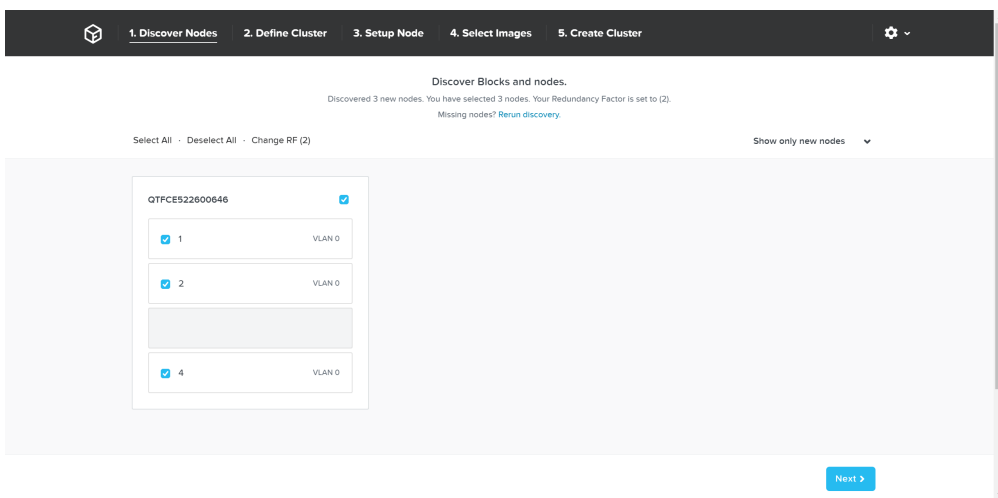 1. Discover Nodes 2. Define Cluster 3. Setup Node 4. Select Images 5. Create Cluster
Discover Blocks and nodes.
Discovered 3 new nodes. You have selected 3 nodes. Your Redundancy Factor is set to (2).
Missing nodes? Rerun discovery.
Select All · Deselect All · Change RF (2) Show only new nodes
QTFCE522600646
1 VLAN 0
2 VLAN 0
4 VLAN 0
Next